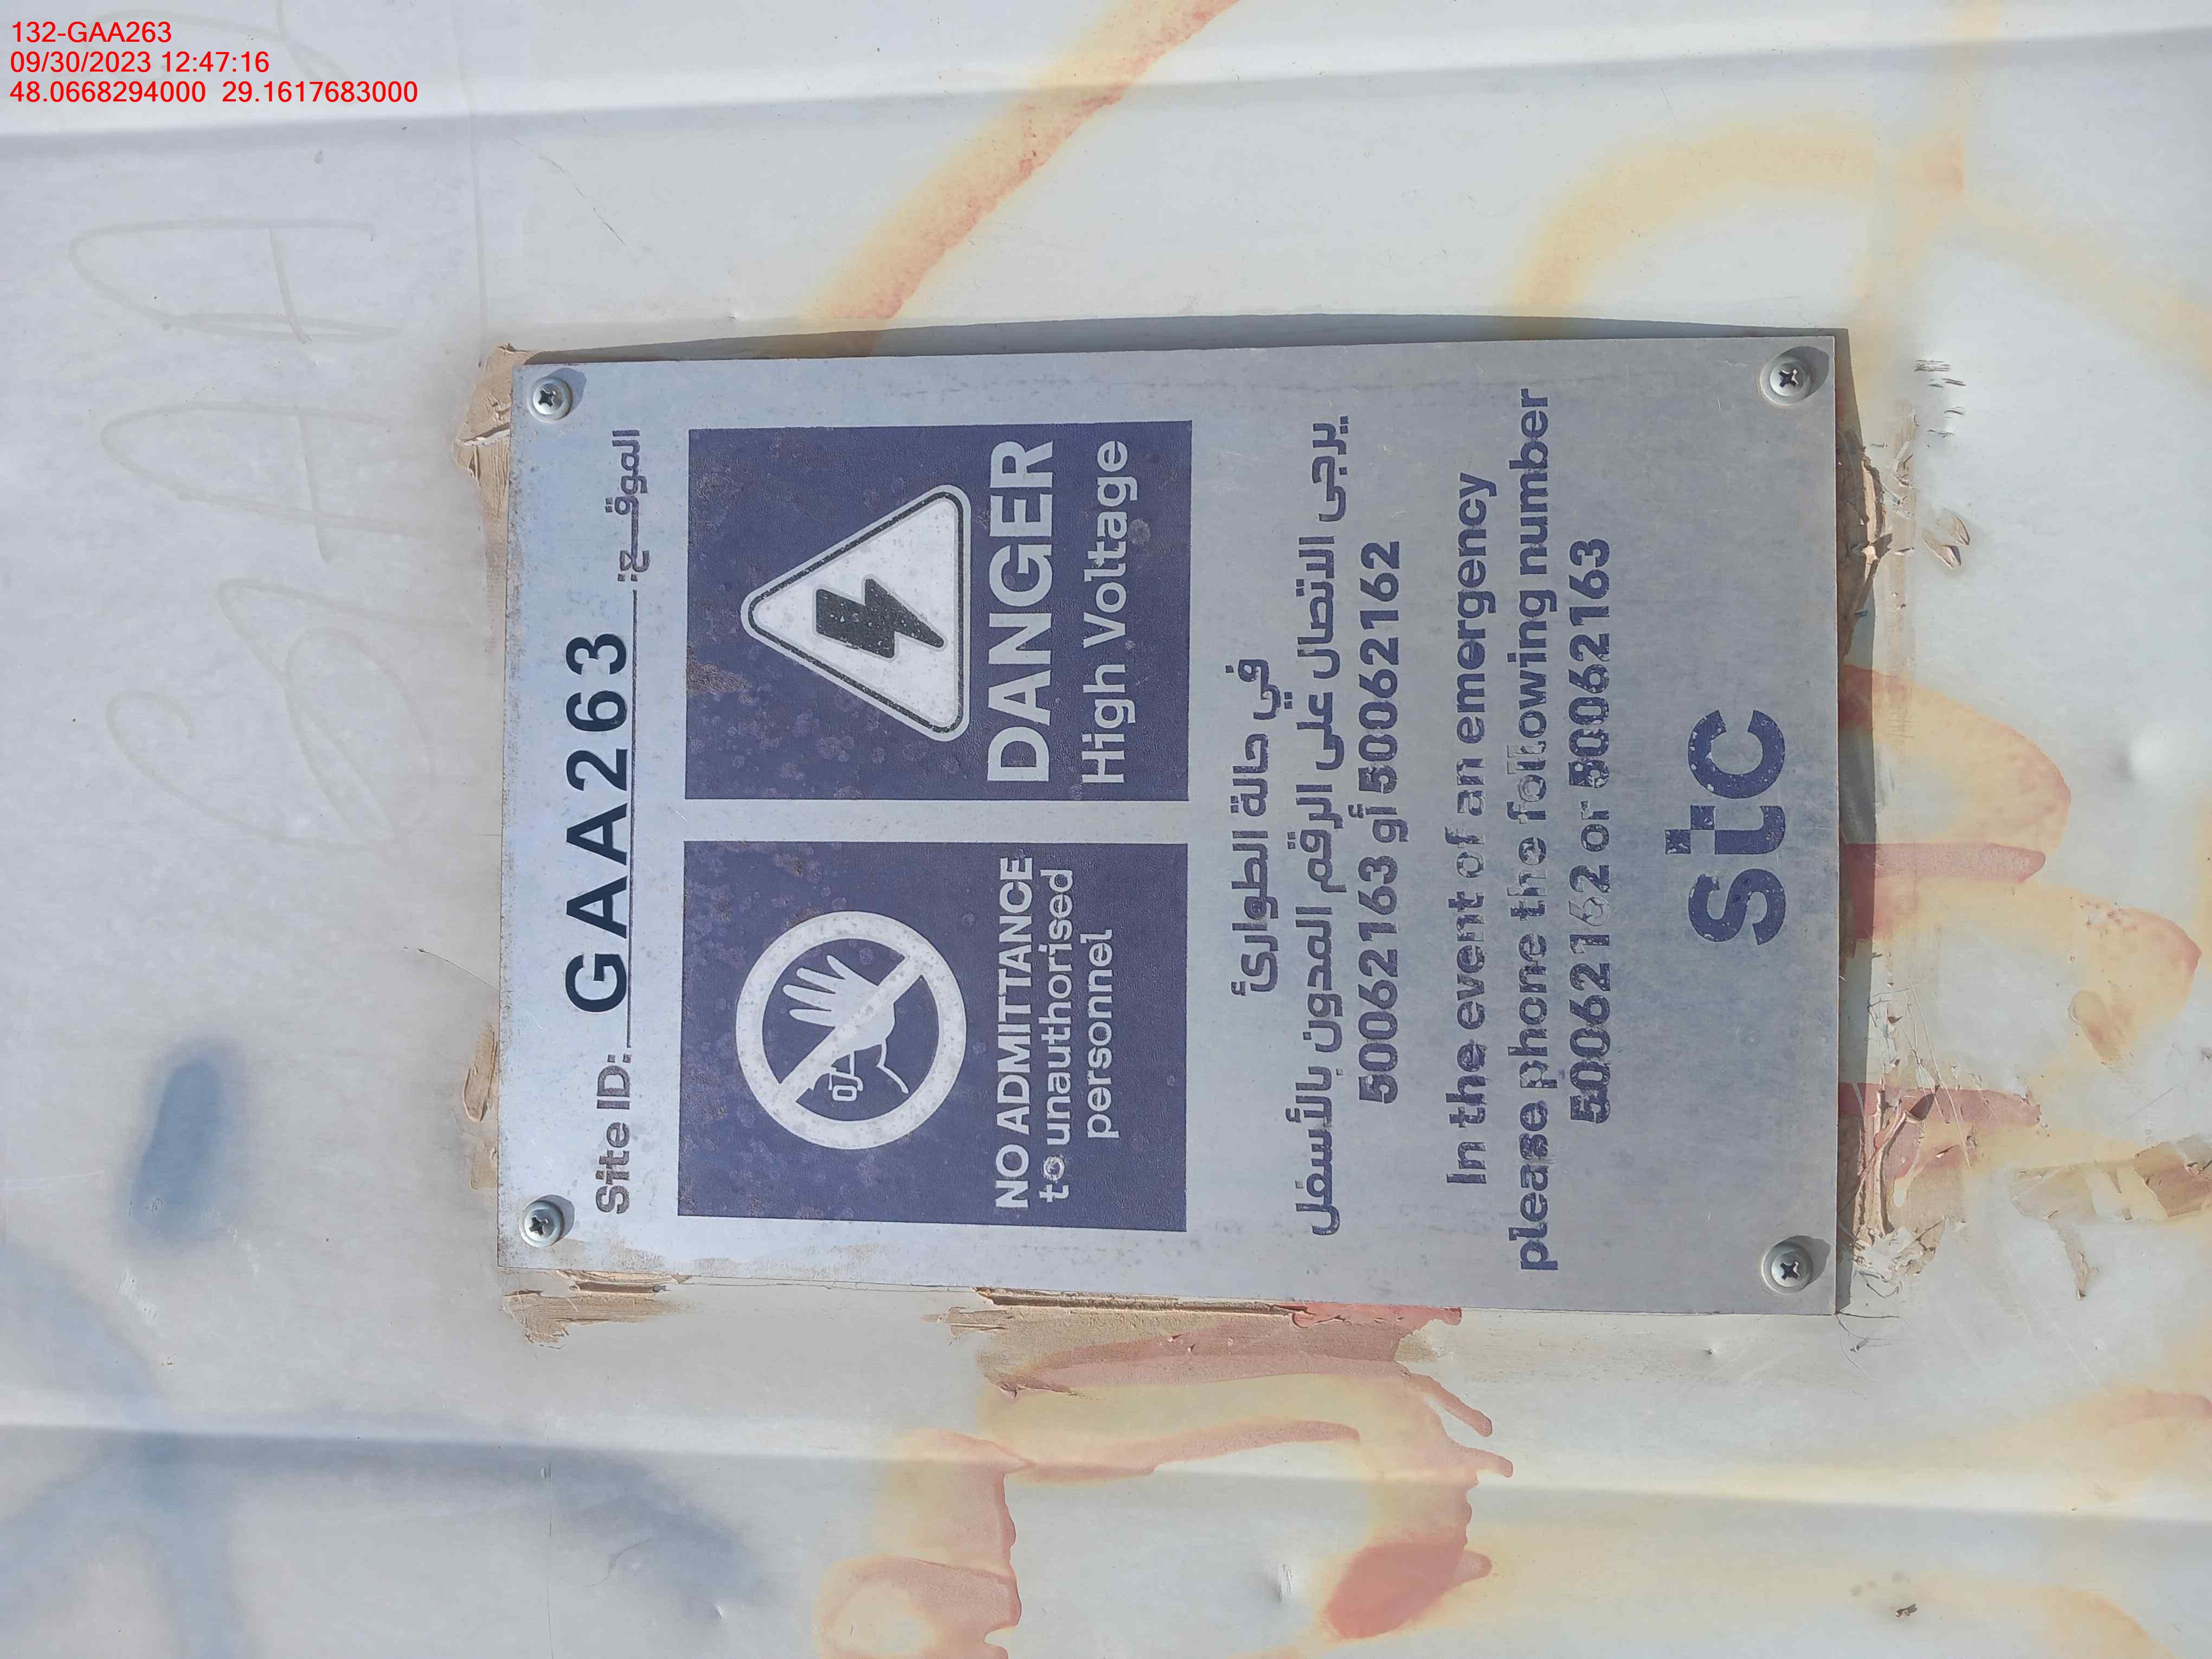 132-GAA263
09/30/2023 12:47:16
48.0668294000 29.1617683000
Site ID: GAA263 الموقـــع:
NO ADMITTANCE
to unauthorised
personnel
DANGER
High Voltage
في حالة الطوارئ
يرجى الاتصال على الرقم المدون بالأسفل
50062163 أو 50062162
In the event of an emergency
please phone the following number
50062162 or 50062163
stc